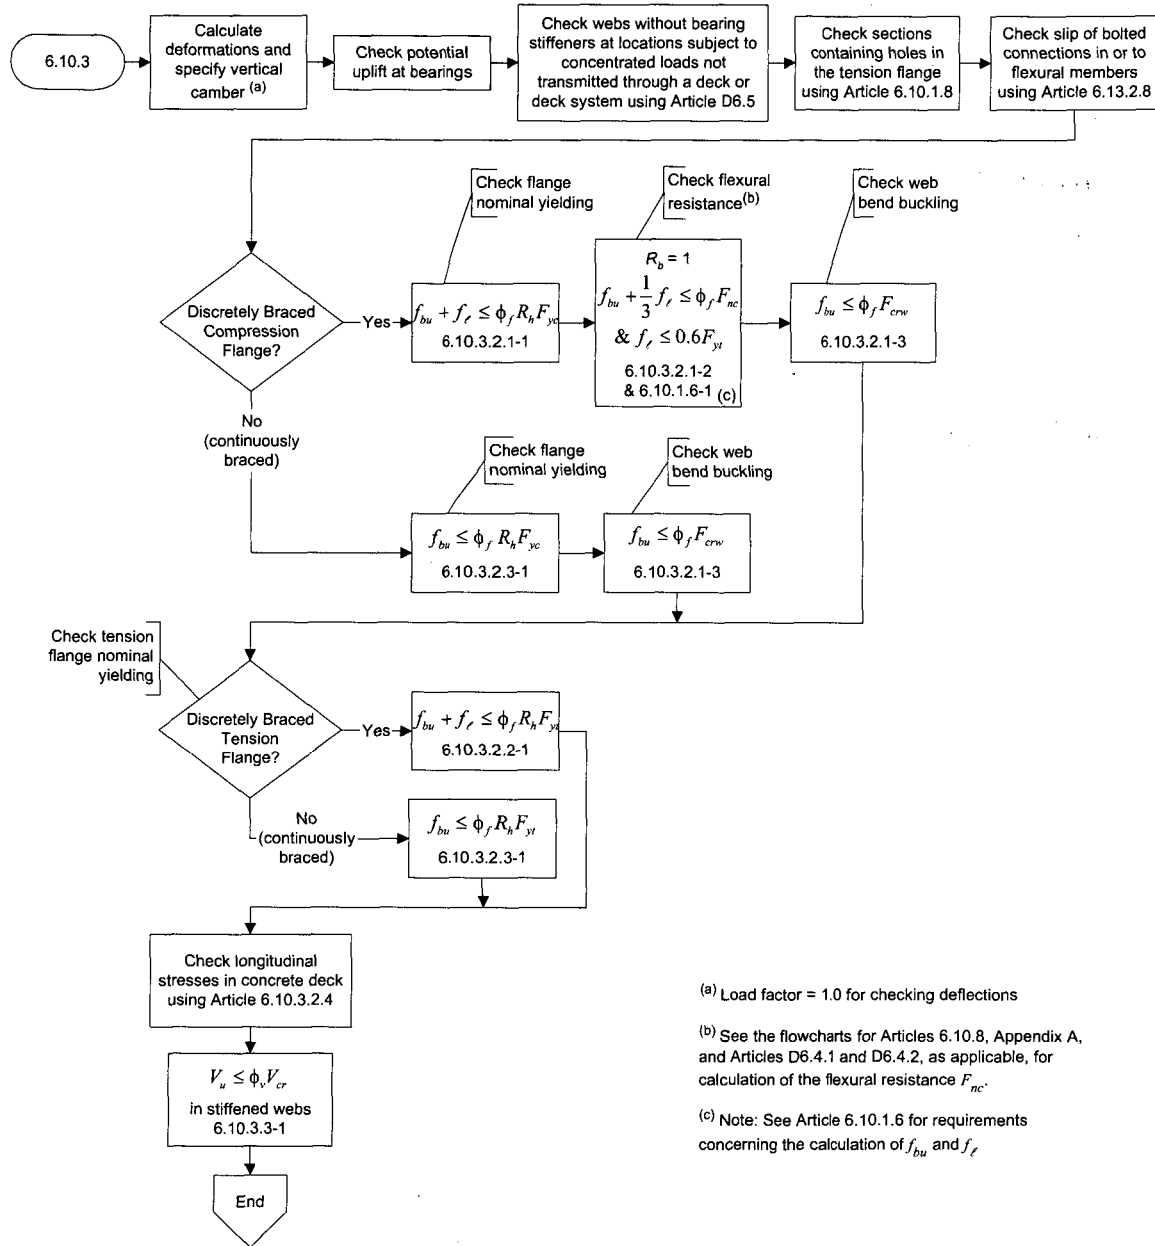 6.10.3
Calculate
deformations and
specify vertical
camber (a)
Check potential
uplift at bearings
Check webs without bearing
stiffeners at locations subject to
concentrated loads not
transmitted through a deck or
deck system using Article D6.5
Check sections
containing holes in
the tension flange
using Article 6.10.1.8
Check slip of bolted
connections in or to
flexural members
using Article 6.13.2.8
Check flange
nominal yielding
Check flexural
resistance(b)
Check web
bend buckling
Discretely Braced
Compression
Flange?
Yes
f_bu + f_ℓ ≤ ϕ_f R_h F_yc
6.10.3.2.1-1
R_b = 1
f_bu + 1/3 f_ℓ ≤ ϕ_f F_nc
& f_ℓ ≤ 0.6F_yt
6.10.3.2.1-2
& 6.10.1.6-1 (c)
f_bu ≤ ϕ_f F_crw
6.10.3.2.1-3
No
(continuously
braced)
Check flange
nominal yielding
Check web
bend buckling
f_bu ≤ ϕ_f R_h F_yc
6.10.3.2.3-1
f_bu ≤ ϕ_f F_crw
6.10.3.2.1-3
Check tension
flange nominal
yielding
Discretely Braced
Tension
Flange?
Yes
f_bu + f_ℓ ≤ ϕ_f R_h F_yt
6.10.3.2.2-1
No
(continuously
braced)
f_bu ≤ ϕ_f R_h F_yt
6.10.3.2.3-1
Check longitudinal
stresses in concrete deck
using Article 6.10.3.2.4
V_u ≤ ϕ_v V_cr
in stiffened webs
6.10.3.3-1
End
(a) Load factor = 1.0 for checking deflections
(b) See the flowcharts for Articles 6.10.8, Appendix A,
and Articles D6.4.1 and D6.4.2, as applicable, for
calculation of the flexural resistance F_nc.
(c) Note: See Article 6.10.1.6 for requirements
concerning the calculation of f_bu and f_ℓ